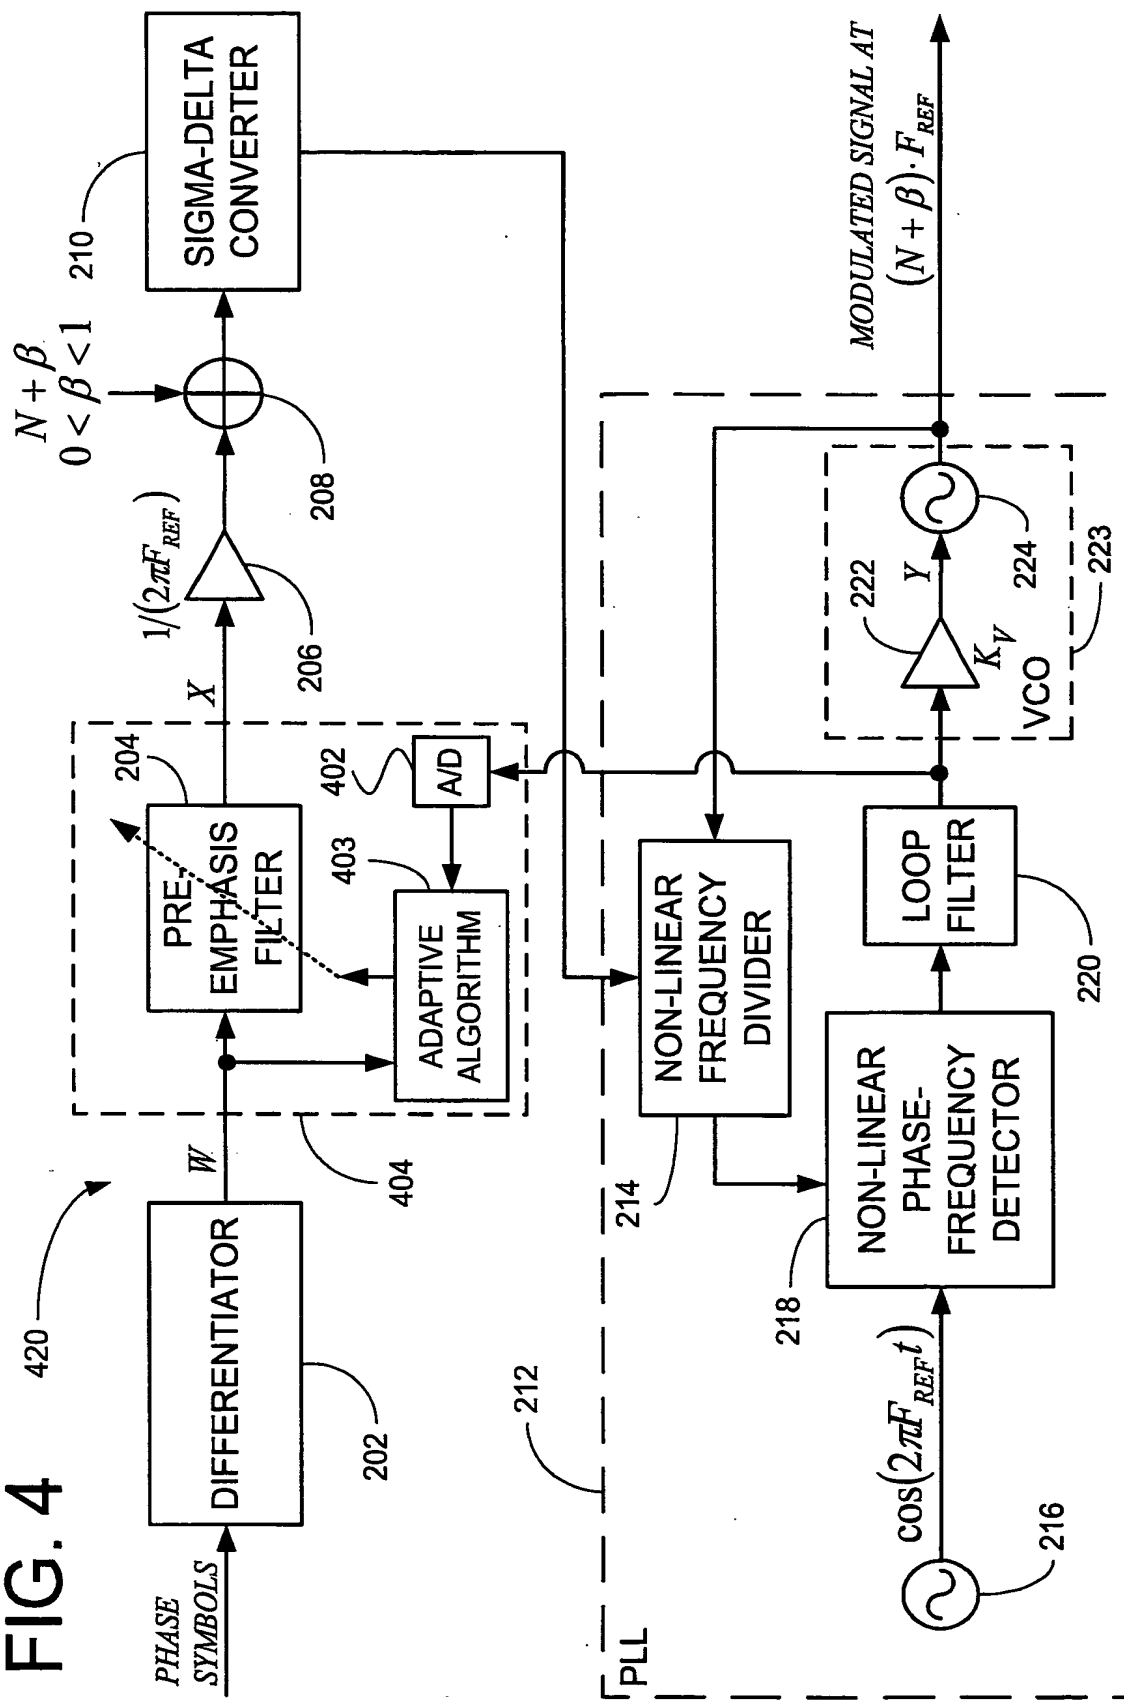 FIG. 4
420
PHASE
SYMBOLS
DIFFERENTIATOR
202
W
404
PRE-
EMPHASIS
FILTER
204
ADAPTIVE
ALGORITHM
403
A/D
402
X
1/(2πF_REF)
206
N + β
0 < β < 1
208
SIGMA-DELTA
CONVERTER
210
PLL
212
216
cos(2πF_REF t)
NON-LINEAR
PHASE-
FREQUENCY
DETECTOR
218
NON-LINEAR
FREQUENCY
DIVIDER
214
LOOP
FILTER
220
222
K_V
Y
224
VCO
223
MODULATED SIGNAL AT
(N + β)· F_REF